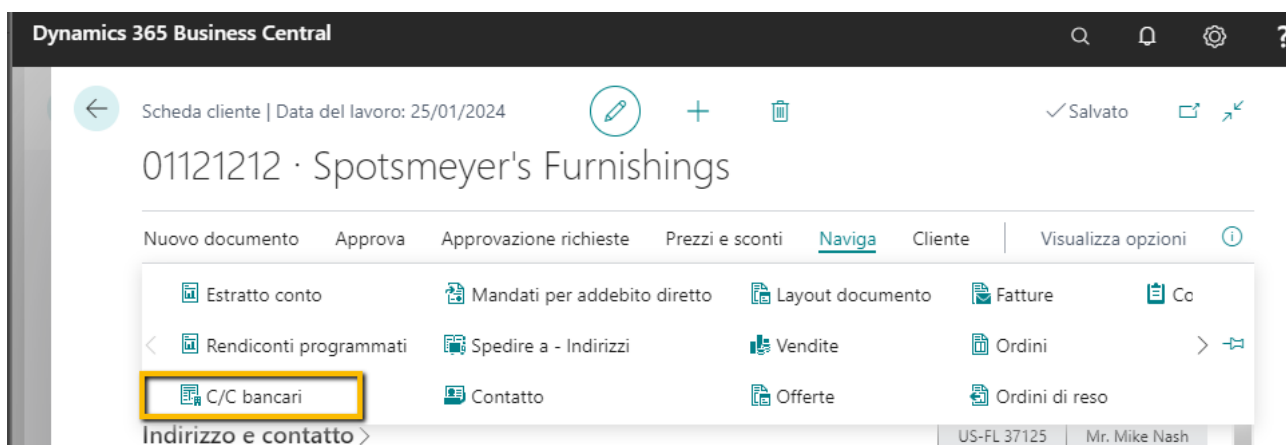 Dynamics 365 Business Central
?
Scheda cliente | Data del lavoro: 25/01/2024
Salvato
01121212 · Spotsmeyer's Furnishings
Nuovo documento Approva Approvazione richieste Prezzi e sconti Naviga Cliente Visualizza opzioni
Estratto conto Mandati per addebito diretto Layout documento Fatture Co
Rendiconti programmati Spedire a - Indirizzi Vendite Ordini
C/C bancari Contatto Offerte Ordini di reso
Indirizzo e contatto US-FL 37125 Mr. Mike Nash